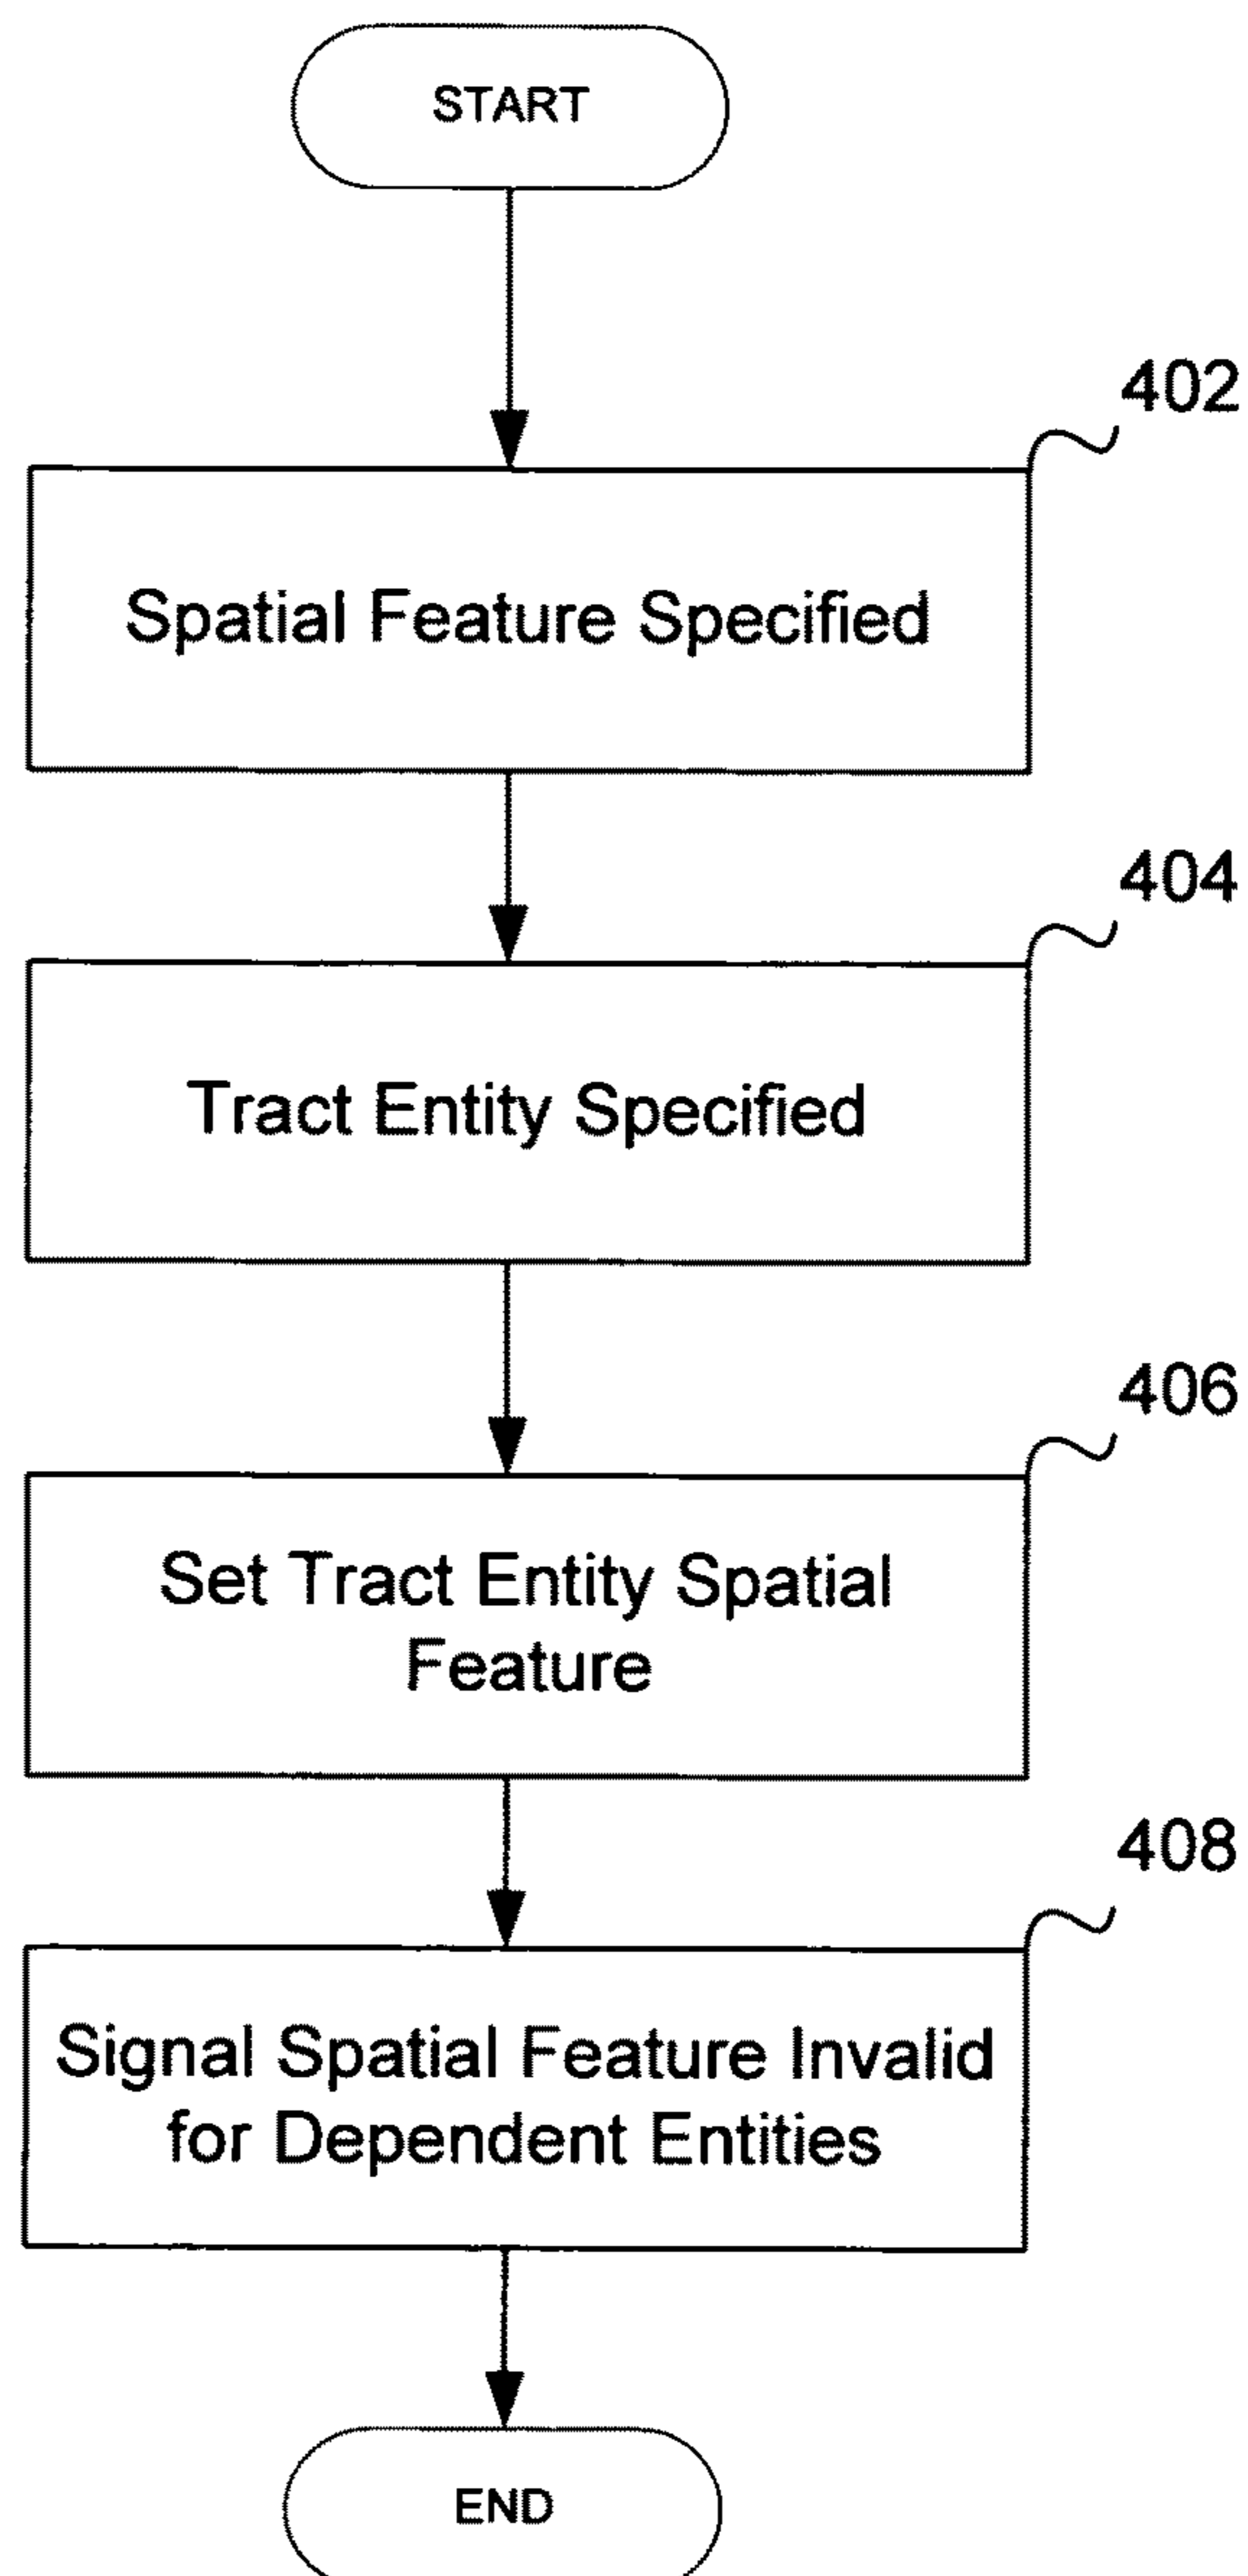 START
402
Spatial Feature Specified
404
Tract Entity Specified
406
Set Tract Entity Spatial
Feature
408
Signal Spatial Feature Invalid
for Dependent Entities
END